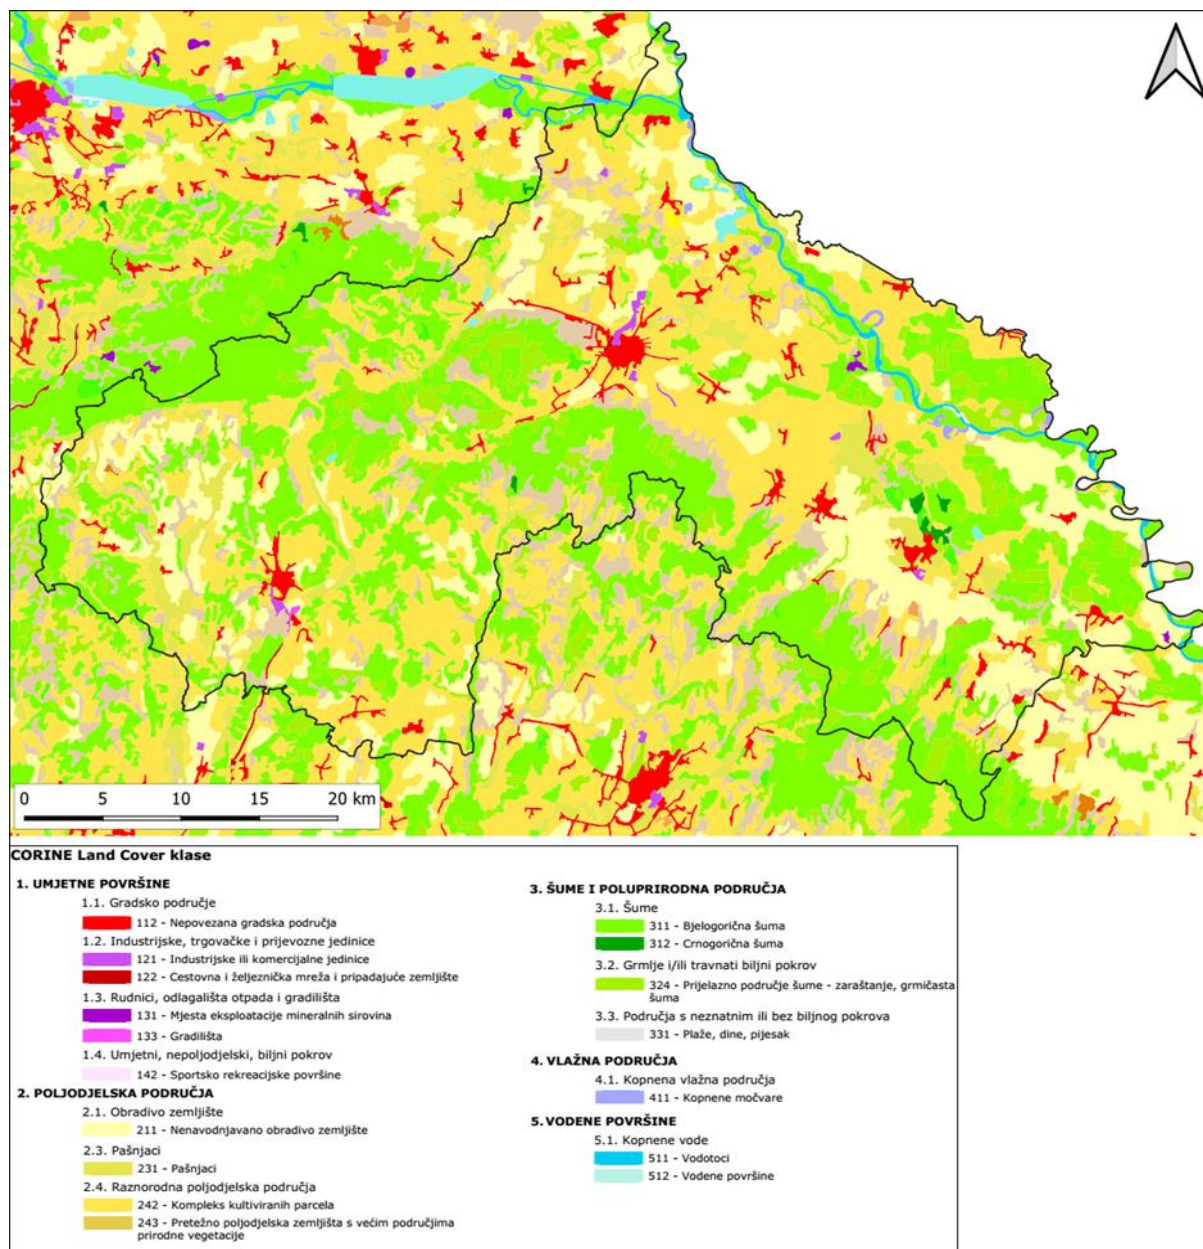 0 5 10 15 20 km
CORINE Land Cover klase
1. UMJETNE POVRŠINE
1.1. Gradsko područje
112 - Nepovezana gradska područja
1.2. Industrijske, trgovačke i prijevozne jedinice
121 - Industrijske ili komercijalne jedinice
122 - Cestovna i željeznička mreža i pripadajuće zemljište
1.3. Rudnici, odlagališta otpada i gradilišta
131 - Mjesta eksploatacije mineralnih sirovina
133 - Gradilišta
1.4. Umjetni, nepoljodjelski, biljni pokrov
142 - Sportsko rekreacijske površine
2. POLJODJELSKA PODRUČJA
2.1. Obradivo zemljište
211 - Nenavodnjavano obradivo zemljište
2.3. Pašnjaci
231 - Pašnjaci
2.4. Raznorodna poljodjelska područja
242 - Kompleks kultiviranih parcela
243 - Pretežno poljodjelska zemljišta s većim područjima
prirodne vegetacije
3. ŠUME I POLUPRIRODNA PODRUČJA
3.1. Šume
311 - Bjelogorična šuma
312 - Crnogorična šuma
3.2. Grmlje i/ili travnati biljni pokrov
324 - Prijelazno područje šume - zaraštanje, grmičasta
šuma
3.3. Područja s neznatnim ili bez biljnog pokrova
331 - Plaže, dine, pijesak
4. VLAŽNA PODRUČJA
4.1. Kopnena vlažna područja
411 - Kopnene močvare
5. VODENE POVRŠINE
5.1. Kopnene vode
511 - Vodotoci
512 - Vodene površine